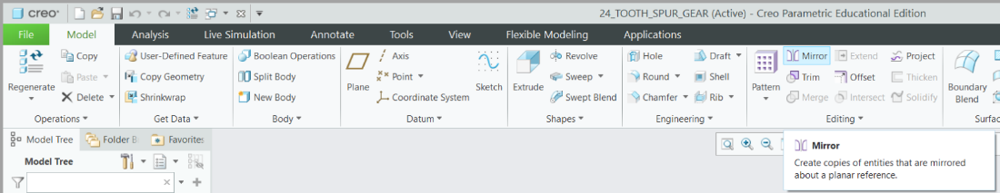 creo
24_TOOTH_SPUR_GEAR (Active) - Creo Parametric Educational Edition
File Model Analysis Live Simulation Annotate Tools View Flexible Modeling Applications
Regenerate
Copy
Paste
Delete
Operations
User-Defined Feature
Copy Geometry
Shrinkwrap
Get Data
Boolean Operations
Split Body
New Body
Body
Plane
Axis
Point
Coordinate System
Sketch
Datum
Extrude
Revolve
Sweep
Swept Blend
Shapes
Hole
Round
Chamfer
Draft
Shell
Rib
Engineering
Pattern
Mirror
Trim
Merge
Extend
Offset
Intersect
Project
Thicken
Solidify
Editing
Boundary
Blend
Surfac
Model Tree Folder B Favorites
Model Tree
Mirror
Create copies of entities that are mirrored
about a planar reference.